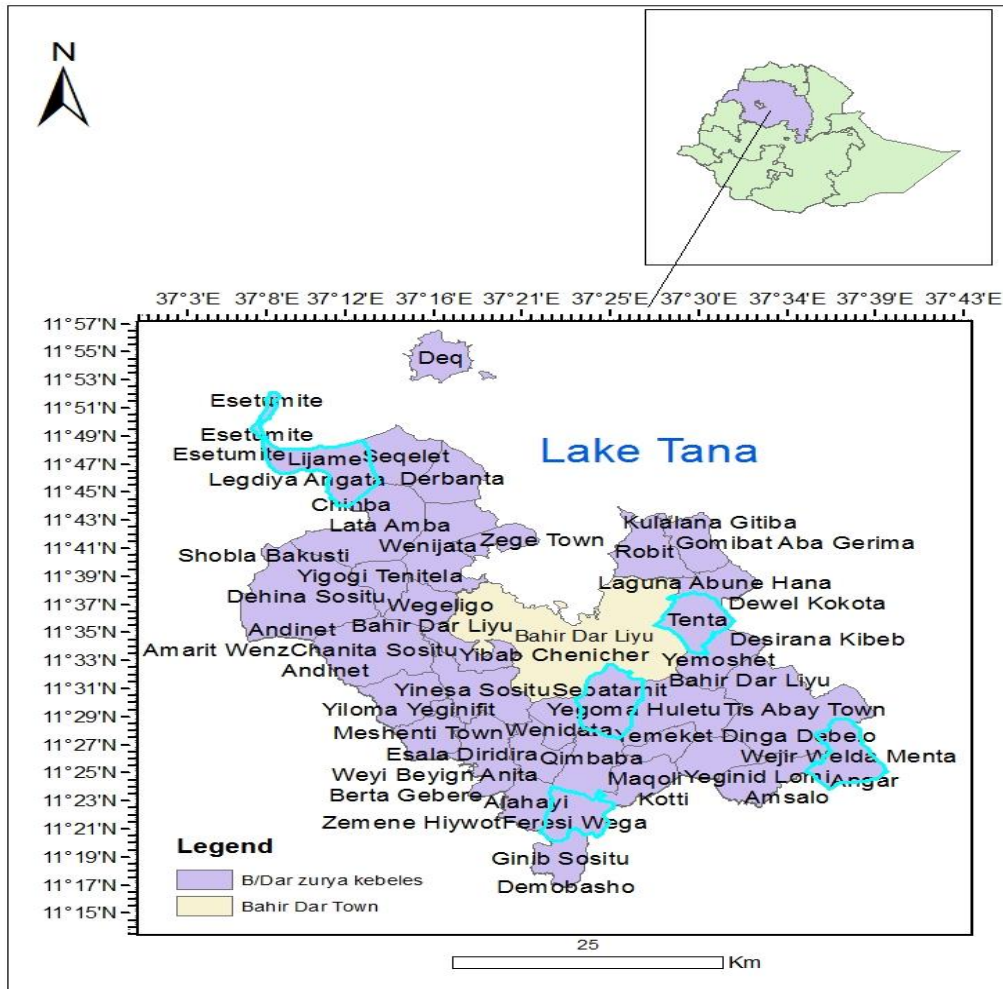 N
37°3'E 37°8'E 37°12'E 37°16'E 37°21'E 37°25'E 37°30'E 37°34'E 37°39'E 37°43'E
11°57'N
11°55'N
11°53'N
11°51'N
11°49'N
11°47'N
11°45'N
11°43'N
11°41'N
11°39'N
11°37'N
11°35'N
11°33'N
11°31'N
11°29'N
11°27'N
11°25'N
11°23'N
11°21'N
11°19'N
11°17'N
11°15'N
Deq
Esetumite
Esetumite
Lake Tana
Esetumite Lijame Seqelet
Legdiya Arigata Derbanta
Chinba
Lata Amba Kulalana Gitiba
Wenijata Zege Town Robit Gomibat Aba Gerima
Shobla Bakusti
Yigogi Tenitela Laguna Abune Hana
Dehina Sositu Wegeligo Dewel Kokota
Tenta
Andinet Bahir Dar Liyu Bahir Dar Liyu Desirana Kibeb
Amarit Wenz Chanita Sositu Yibab Chenicher Yemoshet
Andinet Bahir Dar Liyu
Yinesa Sositu Sebatamit
Yiloma Yeginifit Yegoma Huletu Tis Abay Town
Meshenti Town Wenidata Yemeket Dinga Debelo
Esala Diridira Qimbaba Wejir Welda Menta
Weyi Beyign Anita Maqoli Yeginid Lomi Angar
Berta Gebere Alahayi Kotti Amsalo
Zemene Hiywot Feresi Wega
Ginib Sositu
Demobasho
Legend
B/Dar zurya kebeles
Bahir Dar Town
25
Km